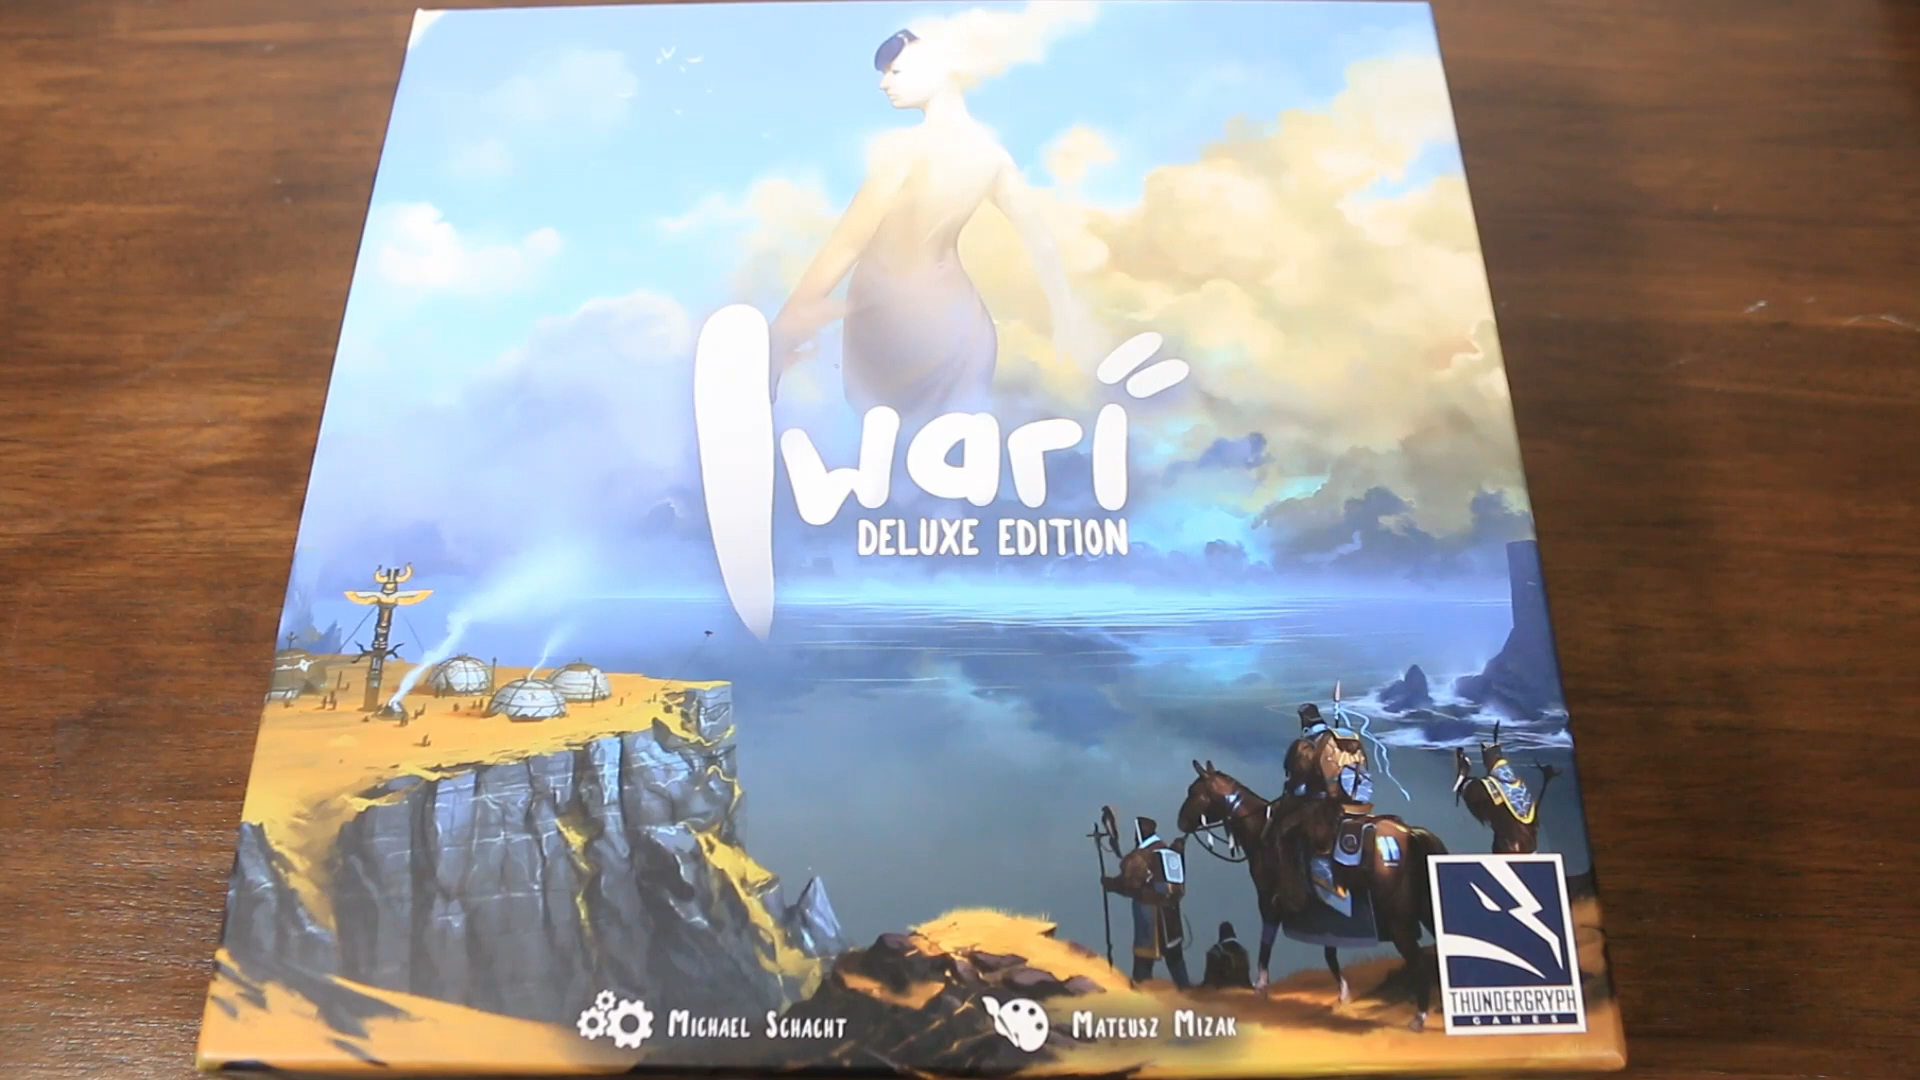 Iwari
DELUXE EDITION
MICHAEL SCHACHT
MATEUSZ MIZAK
THUNDERGRYPH
GAMES